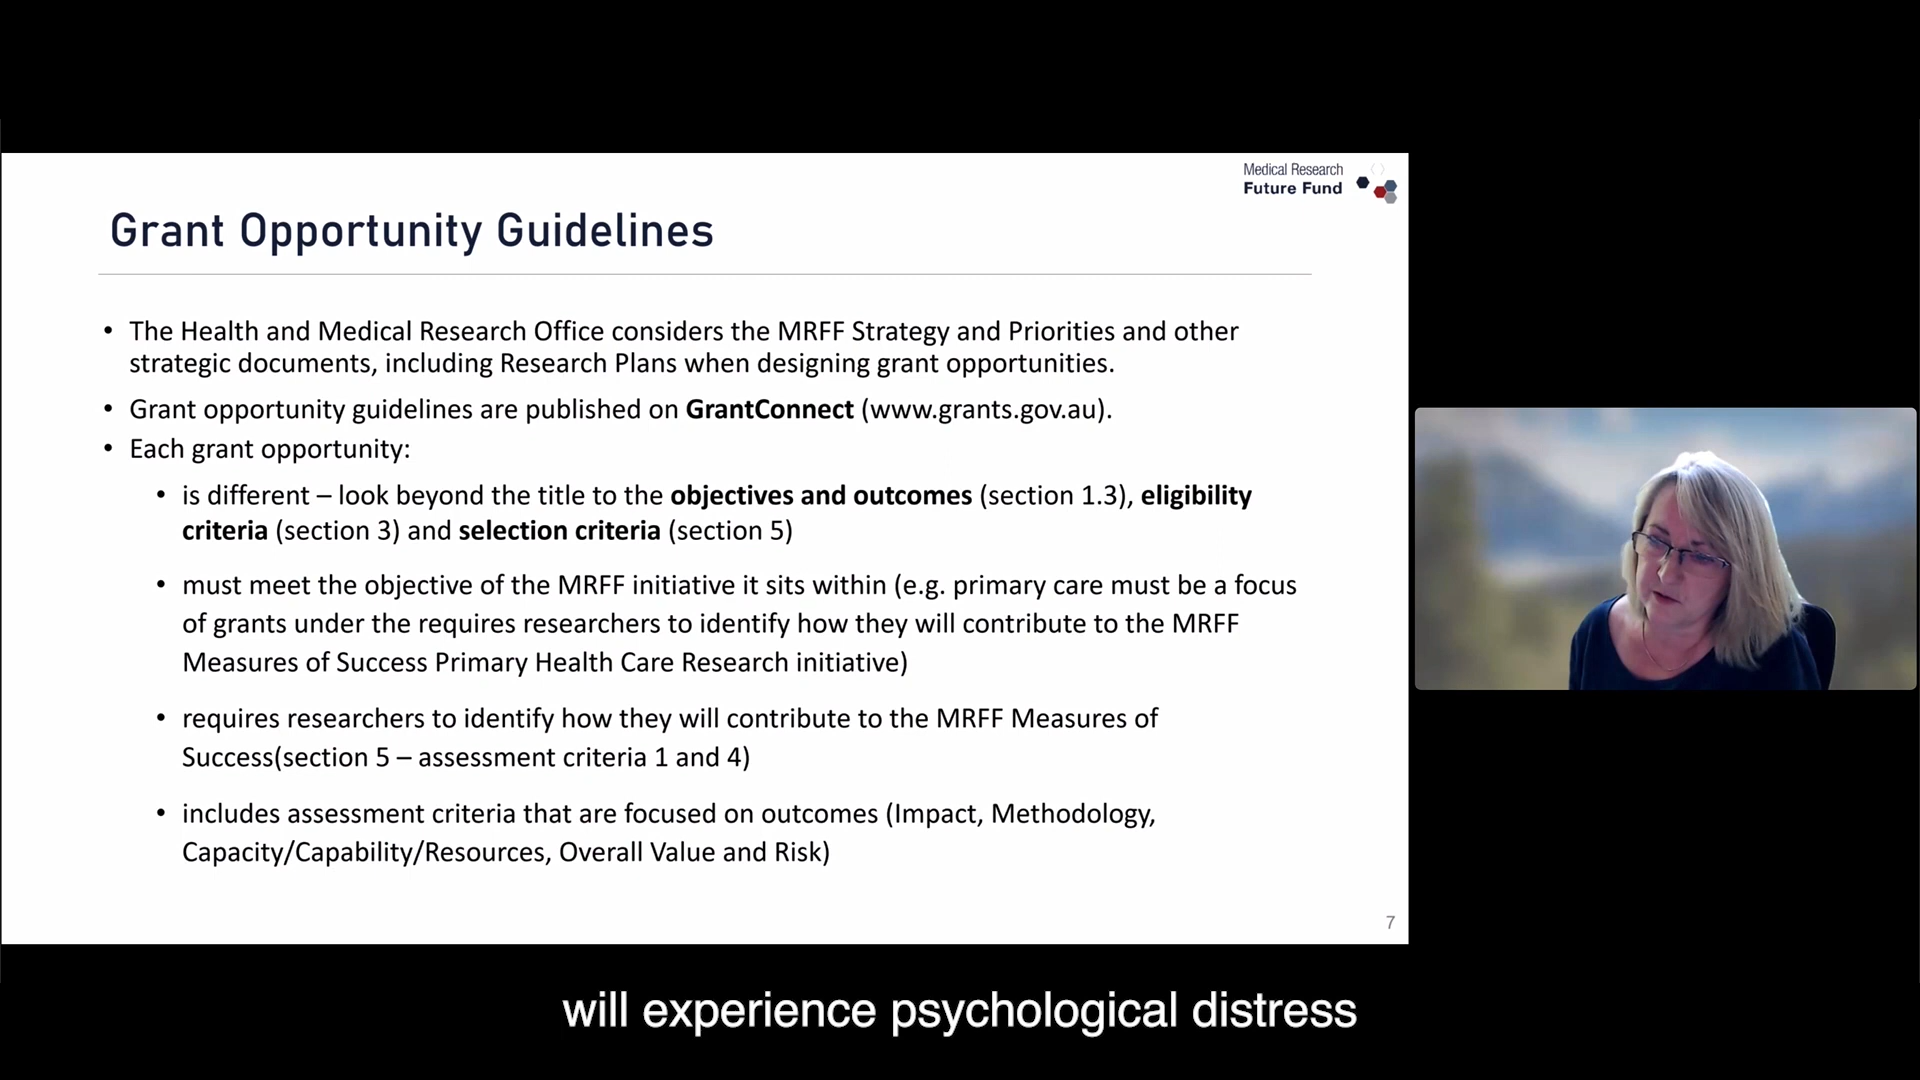 Medical Research
Future Fund
Grant Opportunity Guidelines
• The Health and Medical Research Office considers the MRFF Strategy and Priorities and other
strategic documents, including Research Plans when designing grant opportunities.
• Grant opportunity guidelines are published on GrantConnect (www.grants.gov.au).
• Each grant opportunity:
• is different – look beyond the title to the objectives and outcomes (section 1.3), eligibility
criteria (section 3) and selection criteria (section 5)
• must meet the objective of the MRFF initiative it sits within (e.g. primary care must be a focus
of grants under the requires researchers to identify how they will contribute to the MRFF
Measures of Success Primary Health Care Research initiative)
• requires researchers to identify how they will contribute to the MRFF Measures of
Success(section 5 – assessment criteria 1 and 4)
• includes assessment criteria that are focused on outcomes (Impact, Methodology,
Capacity/Capability/Resources, Overall Value and Risk)
7
will experience psychological distress